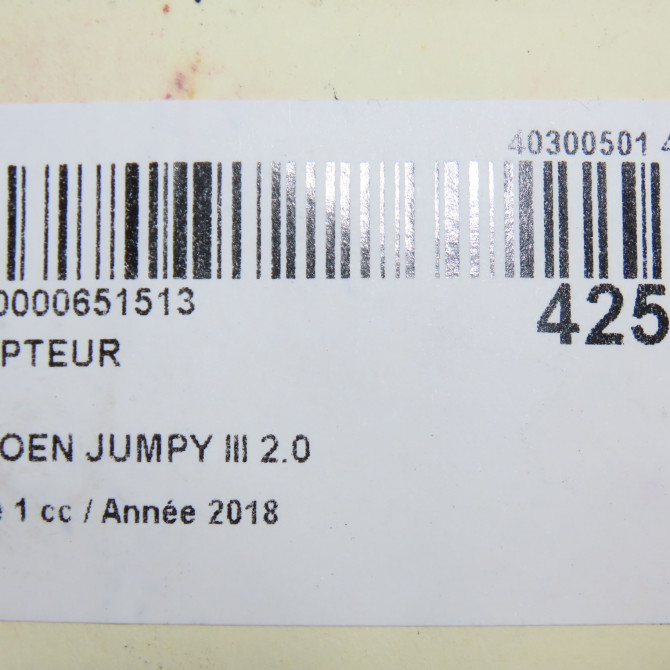 40300501 4
0000651513
425
PTEUR
OEN JUMPY III 2.0
e 1 cc / Année 2018